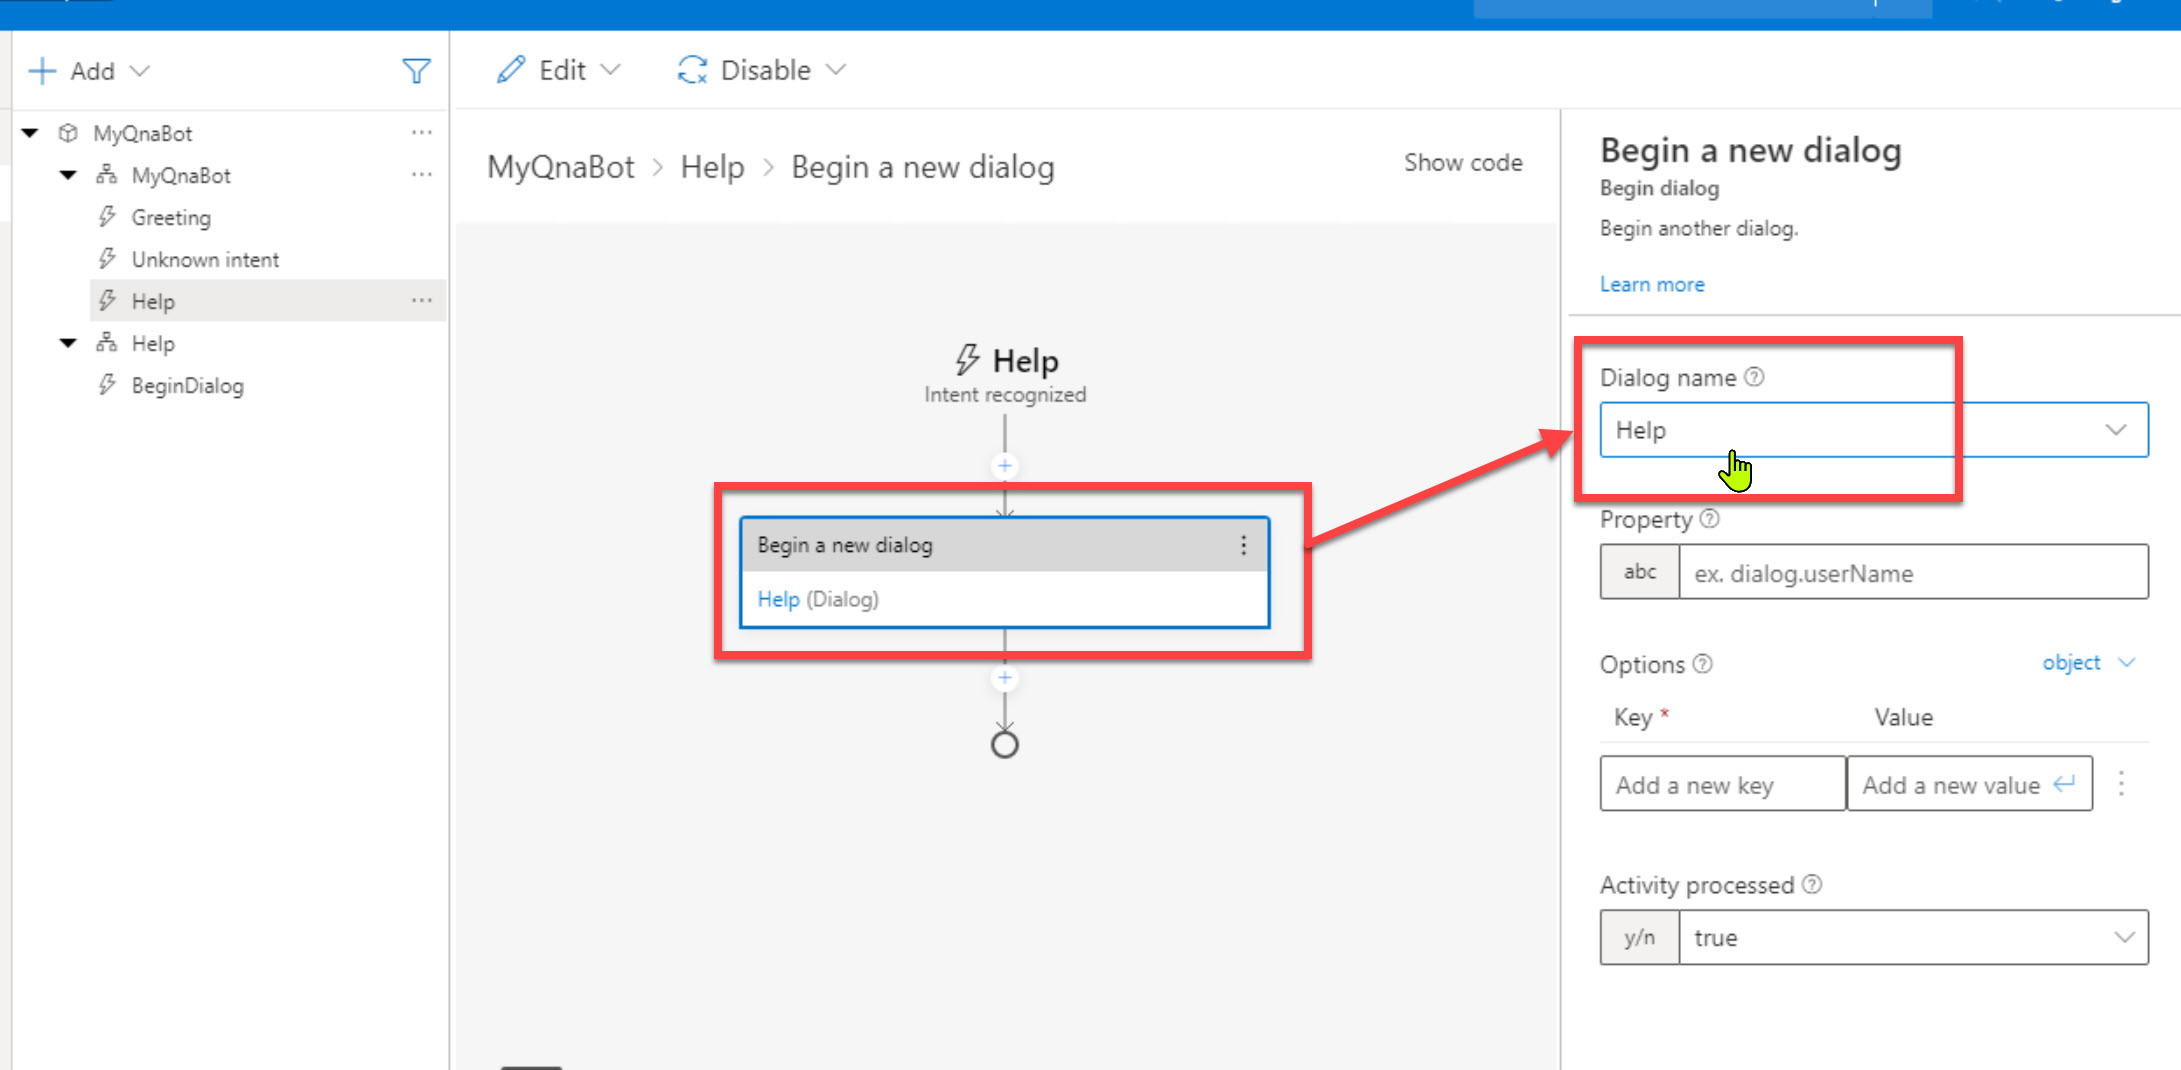 Add
Edit
Disable
MyQnaBot
MyQnaBot
Greeting
Unknown intent
Help
Help
BeginDialog
MyQnaBot > Help > Begin a new dialog
Show code
Help
Intent recognized
Begin a new dialog
Help (Dialog)
Begin a new dialog
Begin dialog
Begin another dialog.
Learn more
Dialog name
Help
Property
abc ex. dialog.userName
Options object
Key * Value
Add a new key Add a new value
Activity processed
y/n true